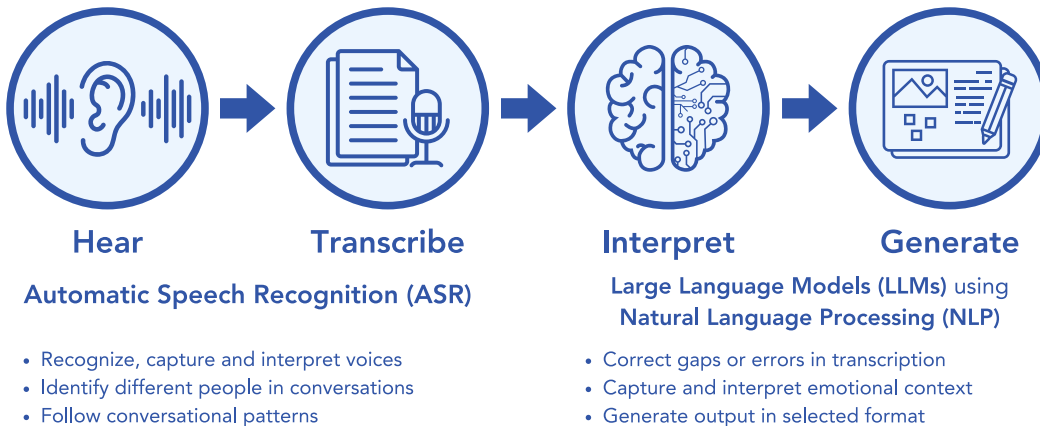 Hear
Transcribe
Interpret
Generate
Automatic Speech Recognition (ASR)
• Recognize, capture and interpret voices
• Identify different people in conversations
• Follow conversational patterns
Large Language Models (LLMs) using
Natural Language Processing (NLP)
• Correct gaps or errors in transcription
• Capture and interpret emotional context
• Generate output in selected format